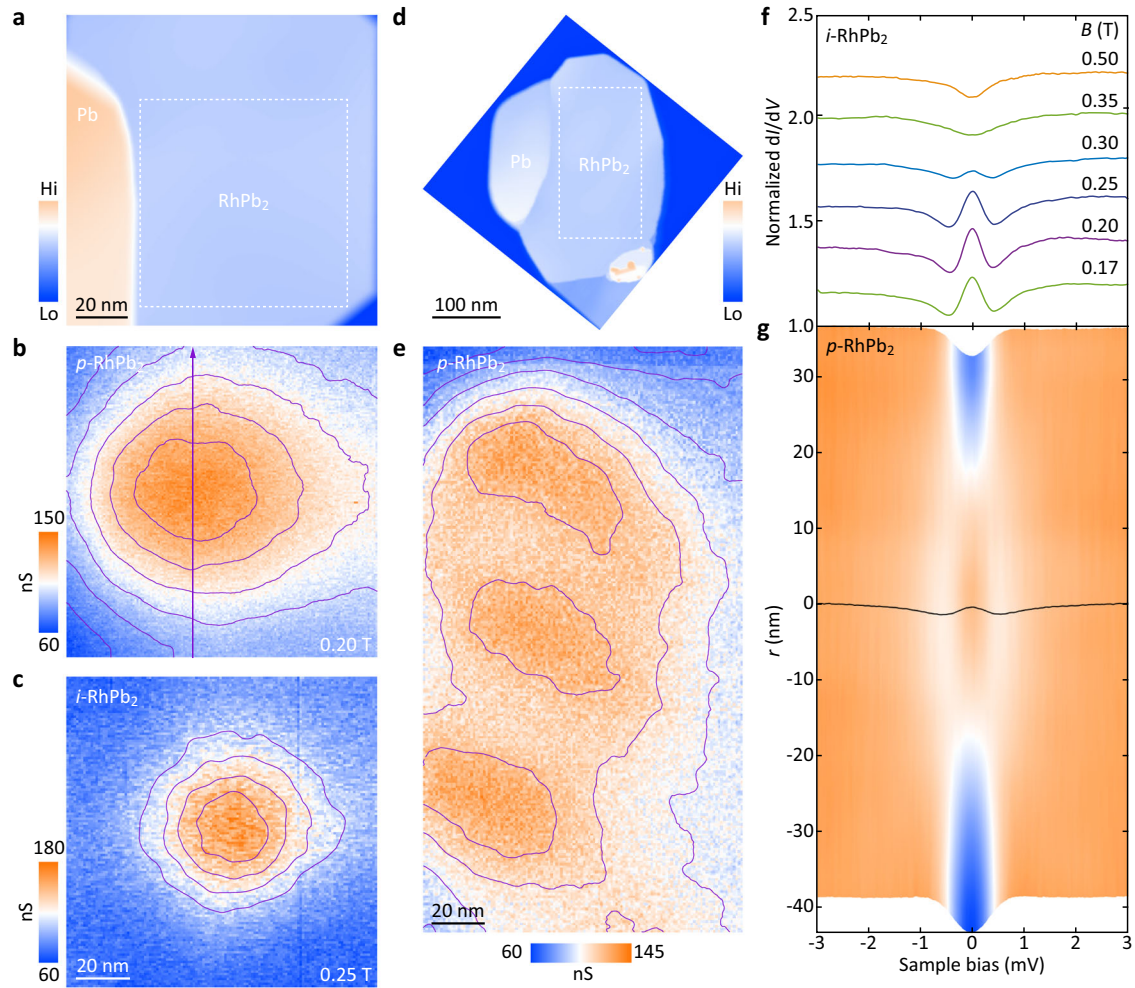 a
Pb
RhPb2
Hi
Lo
20 nm
b
p-RhPb2
150
nS
60
0.20 T
c
i-RhPb2
180
nS
60
20 nm
0.25 T
d
Pb
RhPb2
Hi
Lo
100 nm
e
p-RhPb2
20 nm
60
145
nS
f
i-RhPb2
B (T)
0.50
0.35
0.30
0.25
0.20
0.17
2.5
2.0
1.5
1.0
Normalized dI/dV
g
p-RhPb2
30
20
10
0
-10
-20
-30
-40
r (nm)
-3 -2 -1 0 1 2 3
Sample bias (mV)